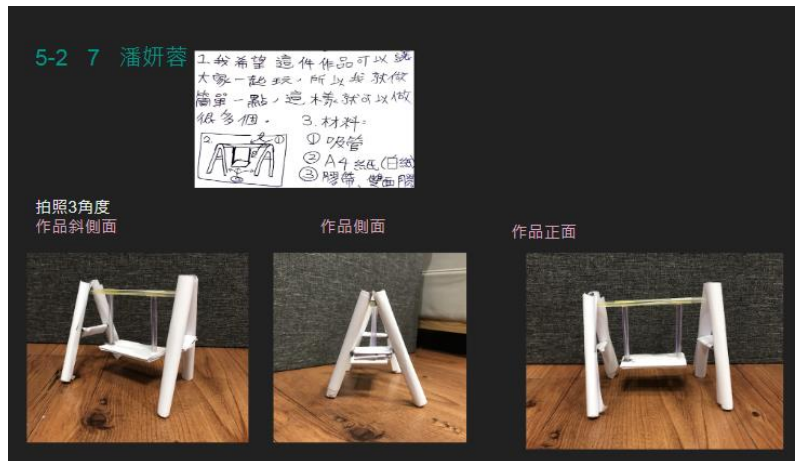 5-2 7 潘妍蓉
1.我希望這件作品可以跟
大家一起玩,所以我就做
簡單一點,這樣就可以做
很多個。 3.材料:
2. ① ① 吸管
② A4紙(白紙)
② ③ 膠帶、雙面膠
拍照3角度
作品斜側面 作品側面 作品正面